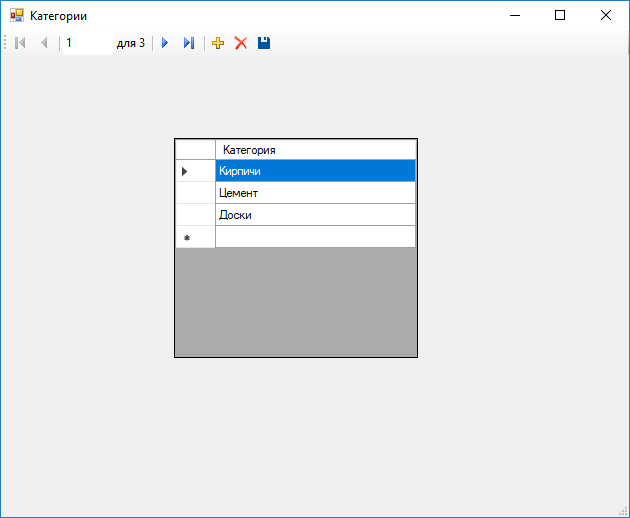 Категории
1 для 3
Категория
Кирпичи
Цемент
Доски